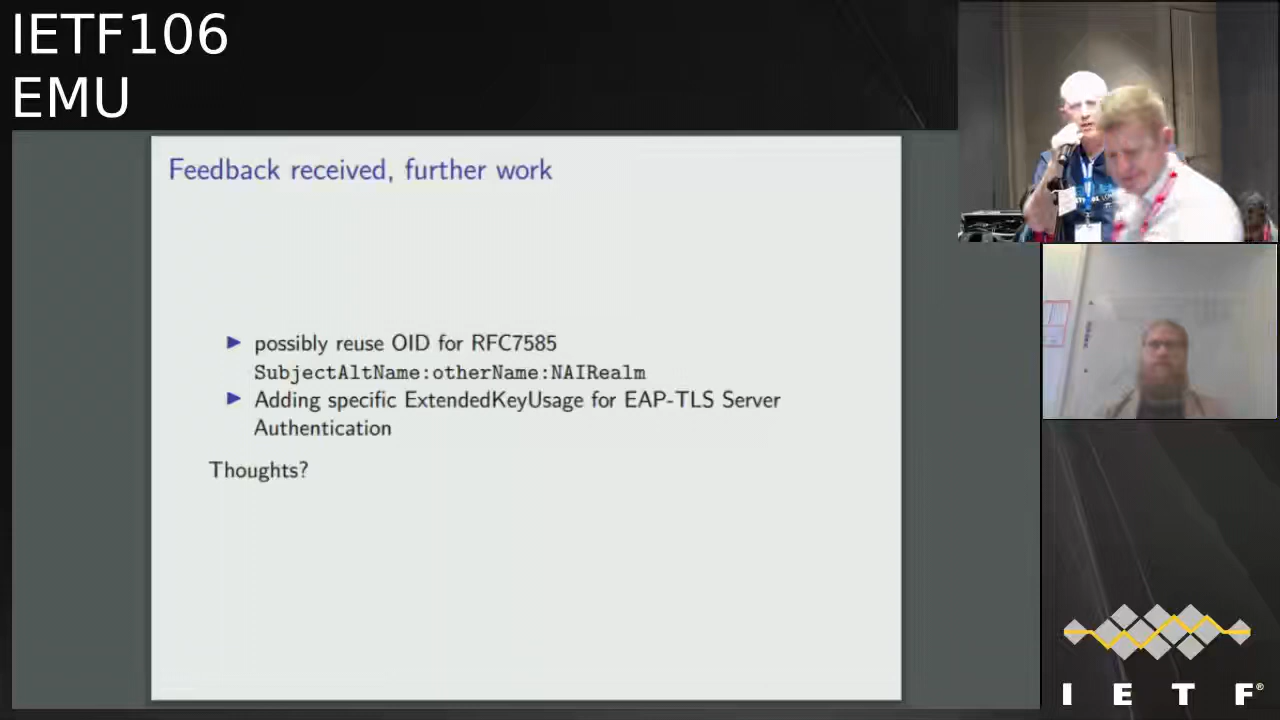 IETF106
EMU
Feedback received, further work
▶ possibly reuse OID for RFC7585
SubjectAltName:otherName:NAIRealm
▶ Adding specific ExtendedKeyUsage for EAP-TLS Server
Authentication
Thoughts?
I E T F®